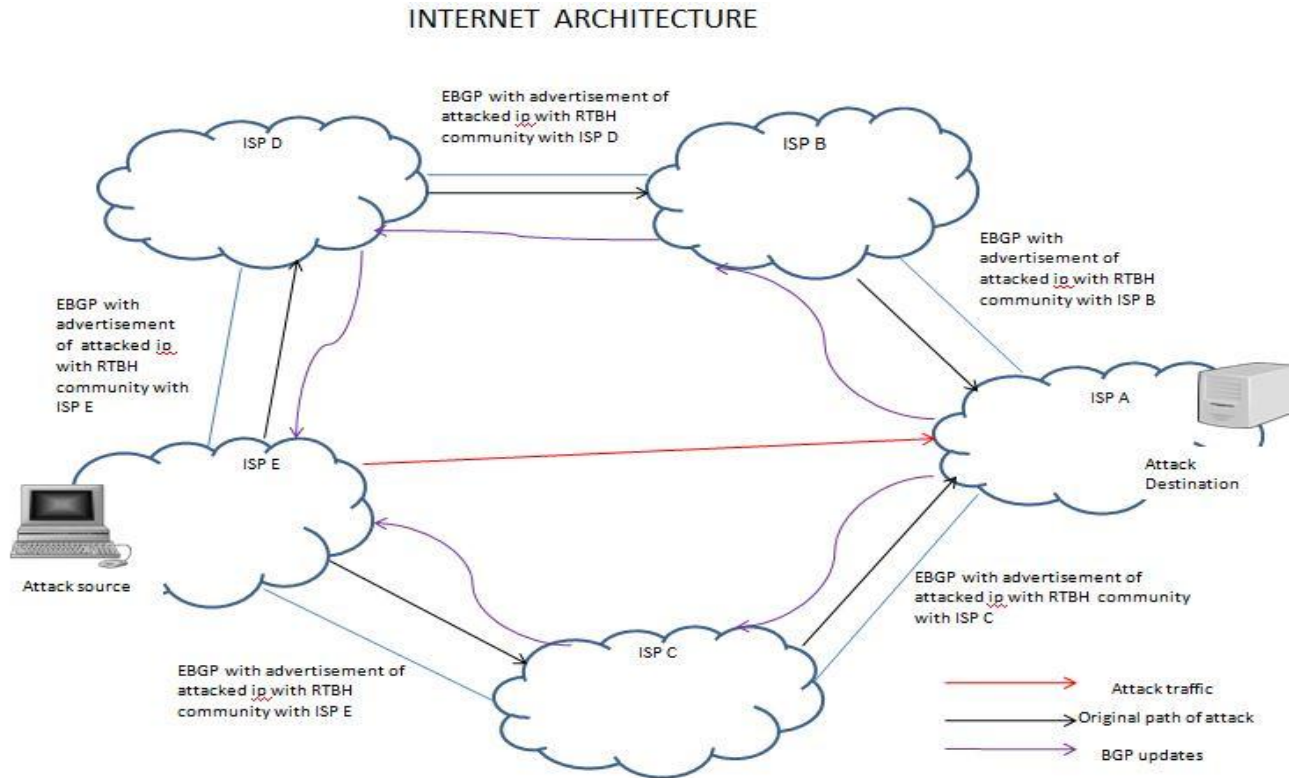 INTERNET ARCHITECTURE
EBGP with advertisement of
attacked ip with RTBH
community with ISP D
ISP D
ISP B
EBGP with
advertisement of
attacked ip with RTBH
community with ISP B
EBGP with
advertisement
of attacked ip
with RTBH
community with
ISP E
ISP A
ISP E
Attack
Destination
Attack source
EBGP with advertisement of
attacked ip with RTBH community
with ISP C
ISP C
EBGP with advertisement of
attacked ip with RTBH
community with ISP E
Attack traffic
Original path of attack
BGP updates